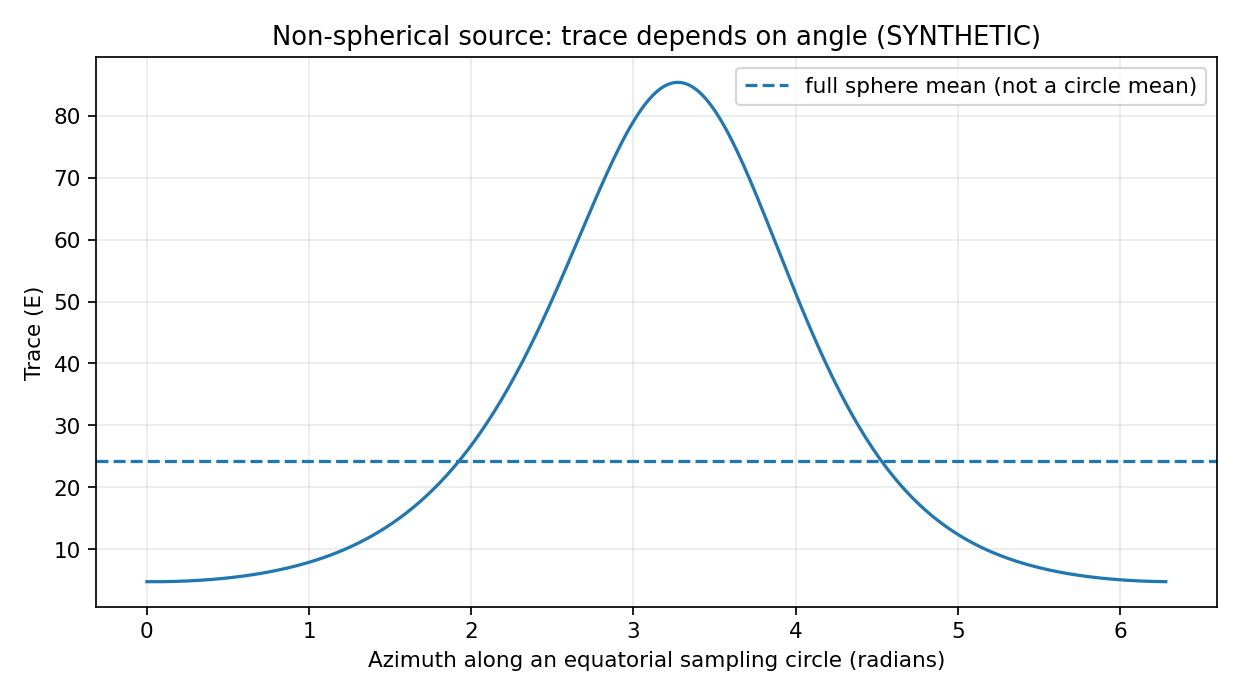 Non-spherical source: trace depends on angle (SYNTHETIC)
full sphere mean (not a circle mean)
Trace (E)
80
70
60
50
40
30
20
10
0 1 2 3 4 5 6
Azimuth along an equatorial sampling circle (radians)